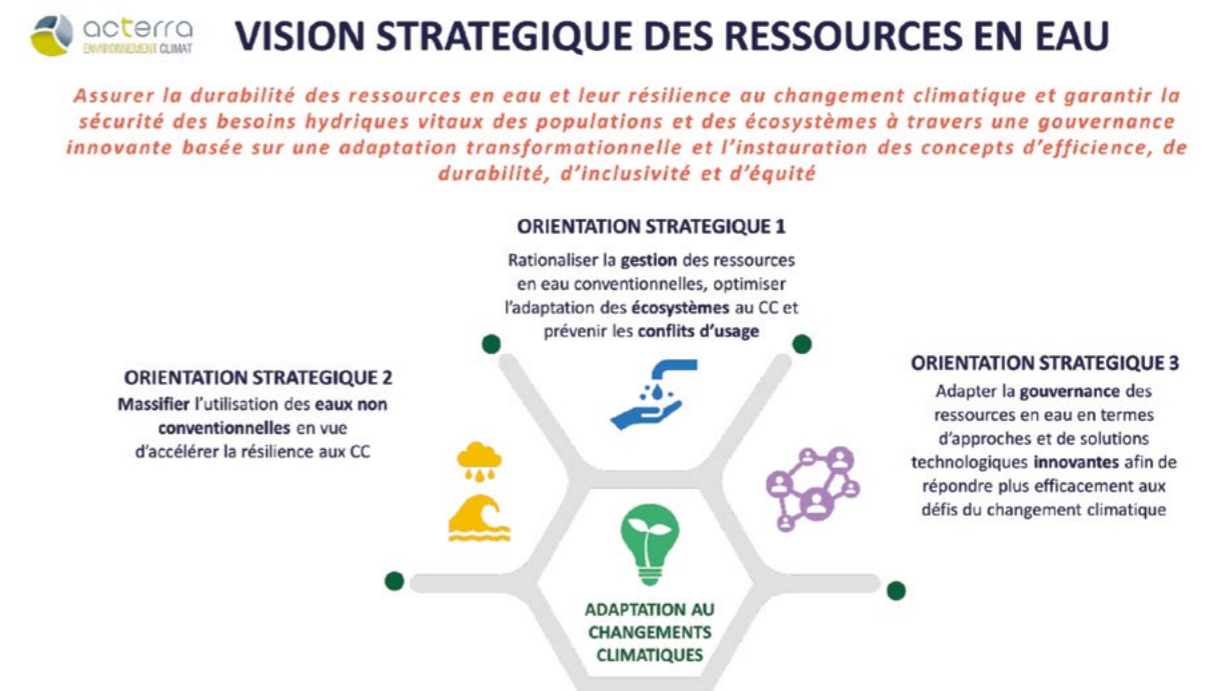 acterra
ENVIRONNEMENT CLIMAT
VISION STRATEGIQUE DES RESSOURCES EN EAU
Assurer la durabilité des ressources en eau et leur résilience au changement climatique et garantir la
sécurité des besoins hydriques vitaux des populations et des écosystèmes à travers une gouvernance
innovante basée sur une adaptation transformationnelle et l'instauration des concepts d'efficience, de
durabilité, d'inclusivité et d'équité
ORIENTATION STRATEGIQUE 1
Rationaliser la gestion des ressources
en eau conventionnelles, optimiser
l'adaptation des écosystèmes au CC et
prévenir les conflits d'usage
ORIENTATION STRATEGIQUE 2
Massifier l'utilisation des eaux non
conventionnelles en vue
d'accélérer la résilience aux CC
ORIENTATION STRATEGIQUE 3
Adapter la gouvernance des
ressources en eau en termes
d'approches et de solutions
technologiques innovantes afin de
répondre plus efficacement aux
défis du changement climatique
ADAPTATION AU
CHANGEMENTS
CLIMATIQUES